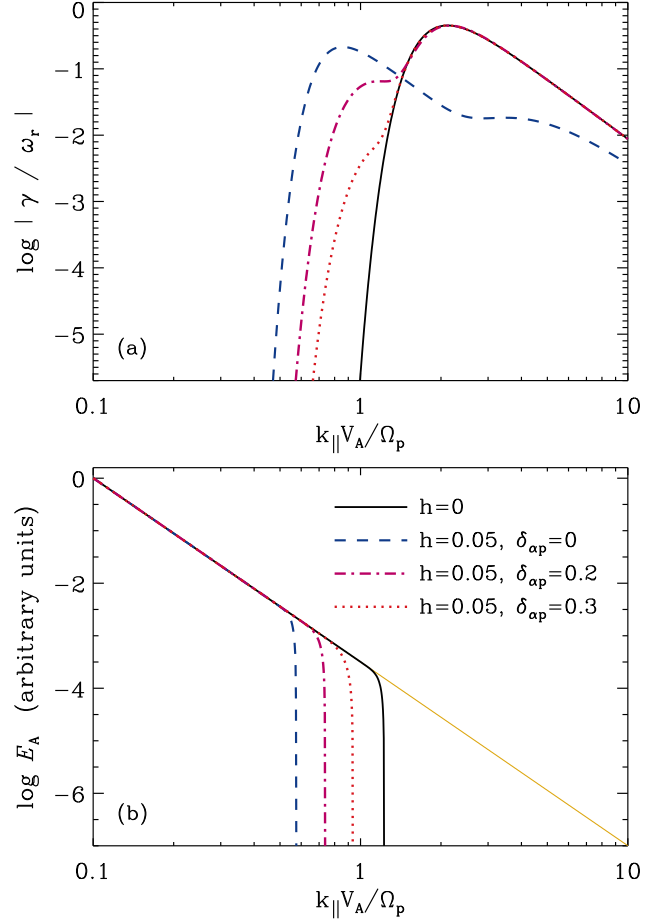 0
-1
-2
-3
-4
-5
log | γ / ω_r |
(a)
0.1 1 10
k_∥V_A/Ω_p
0
-2
-4
-6
log E_A (arbitrary units)
h=0
h=0.05, δ_αp=0
h=0.05, δ_αp=0.2
h=0.05, δ_αp=0.3
(b)
0.1 1 10
k_∥V_A/Ω_p